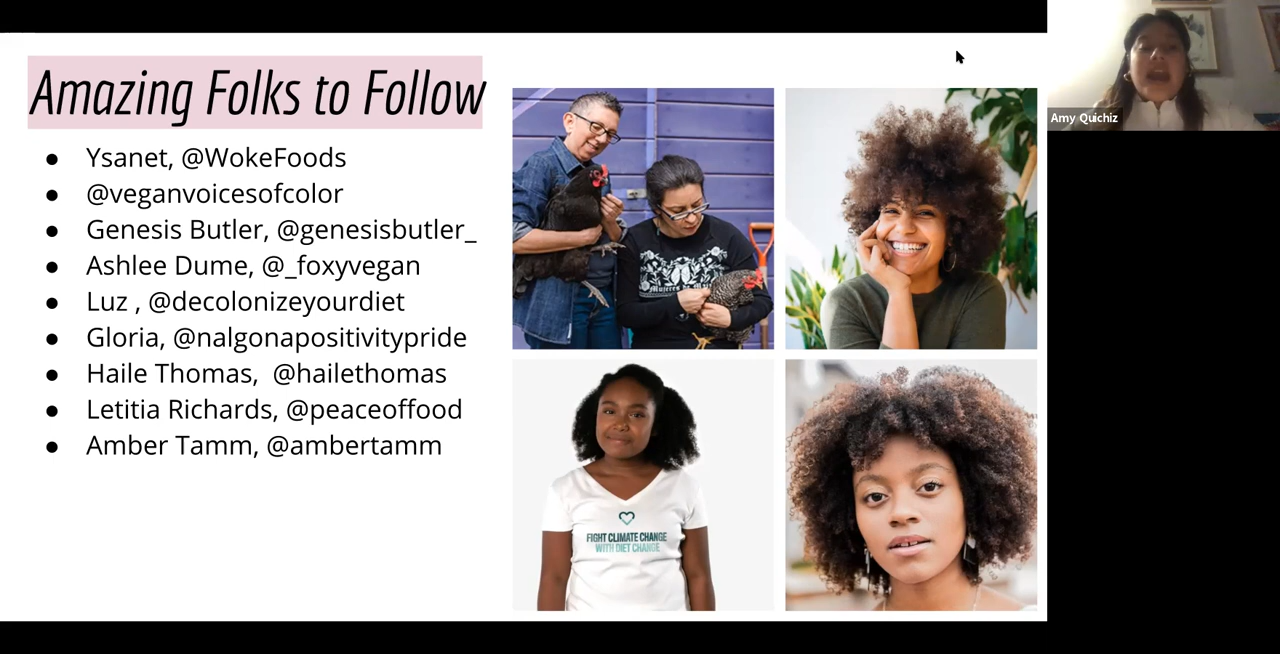 Amazing Folks to Follow
● Ysanet, @WokeFoods
● @veganvoicesofcolor
● Genesis Butler, @genesisbutler_
● Ashlee Dume, @_foxyvegan
● Luz , @decolonizeyourdiet
● Gloria, @nalgonapositivitypride
● Haile Thomas,  @hailethomas
● Letitia Richards, @peaceoffood
● Amber Tamm, @ambertamm
FIGHT CLIMATE CHANGE
WITH DIET CHANGE
Amy Quichiz